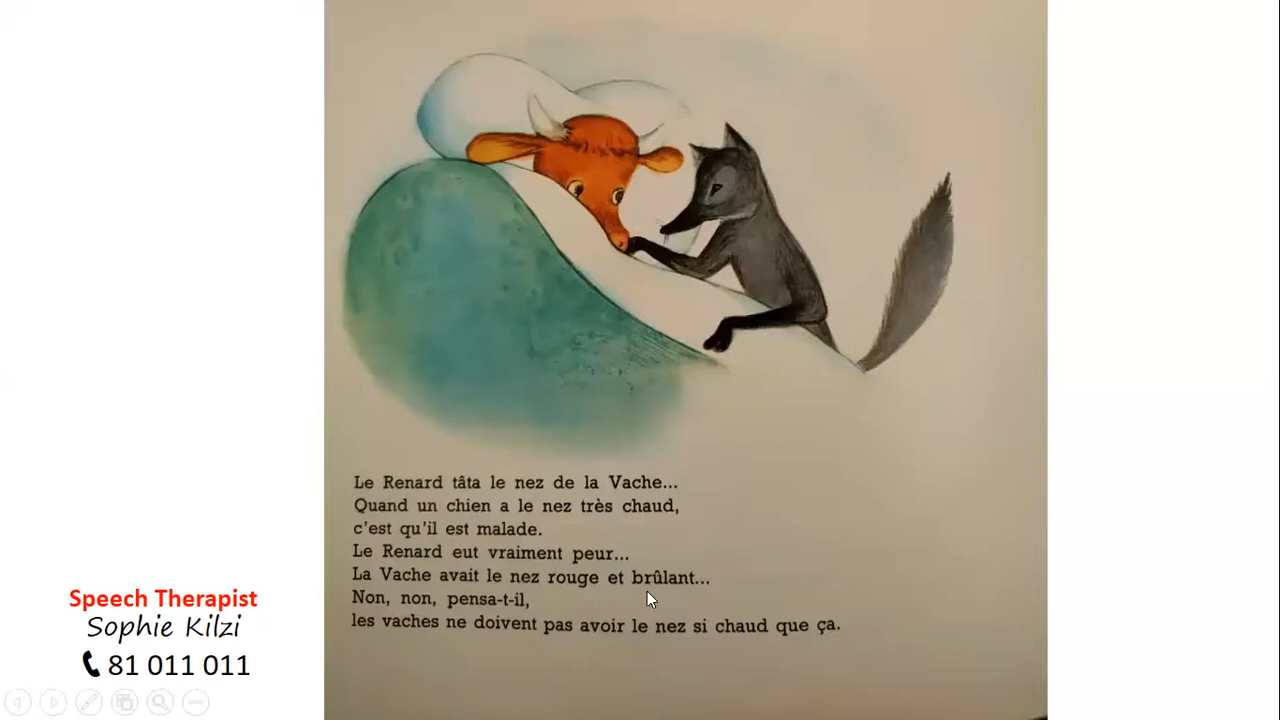 Le Renard tâta le nez de la Vache...
Quand un chien a le nez très chaud,
c'est qu'il est malade.
Le Renard eut vraiment peur...
La Vache avait le nez rouge et brûlant...
Non, non, pensa-t-il,
les vaches ne doivent pas avoir le nez si chaud que ça.
Speech Therapist
Sophie Kilzi
81 011 011